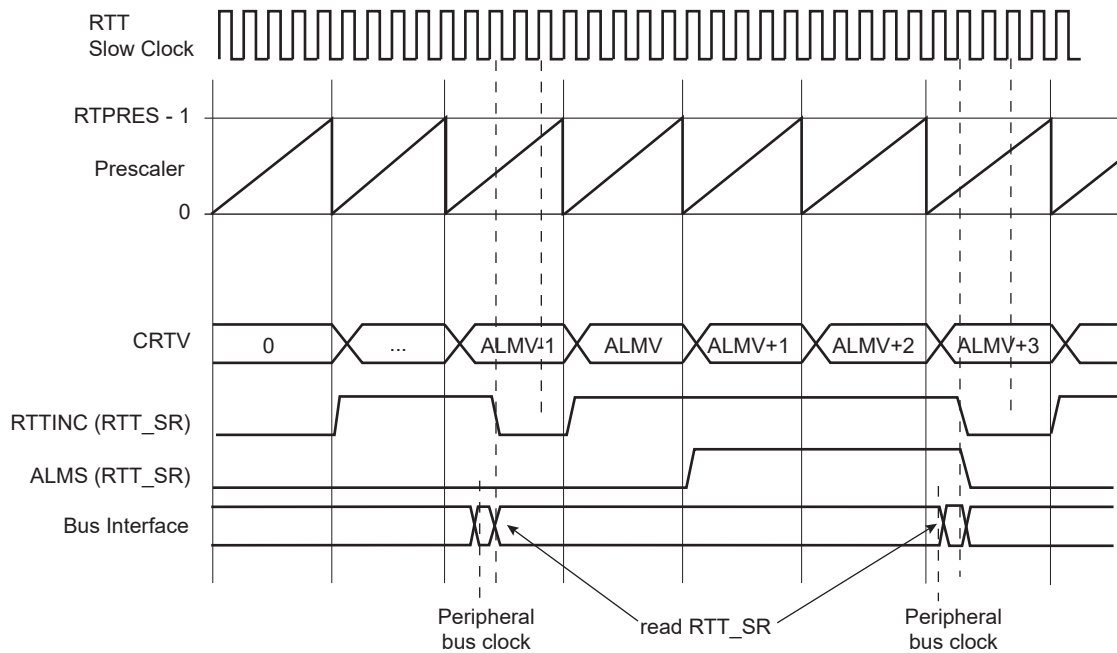 RTT
Slow Clock
RTPRES - 1
Prescaler
0
CRTV
0
...
ALMV-1
ALMV
ALMV+1
ALMV+2
ALMV+3
RTTINC (RTT_SR)
ALMS (RTT_SR)
Bus Interface
Peripheral
bus clock
read RTT_SR
Peripheral
bus clock